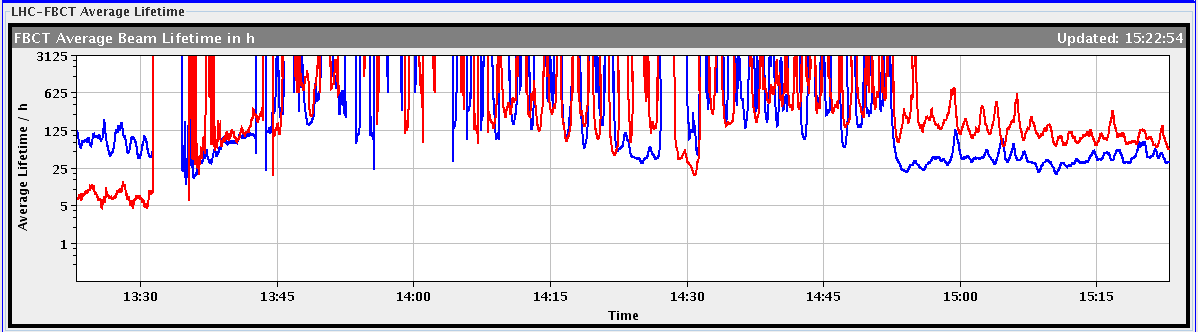 LHC-FBCT Average Lifetime
FBCT Average Beam Lifetime in h Updated: 15:22:54
3125
625
125
25
5
1
Average Lifetime / h
13:30 13:45 14:00 14:15 14:30 14:45 15:00 15:15
Time